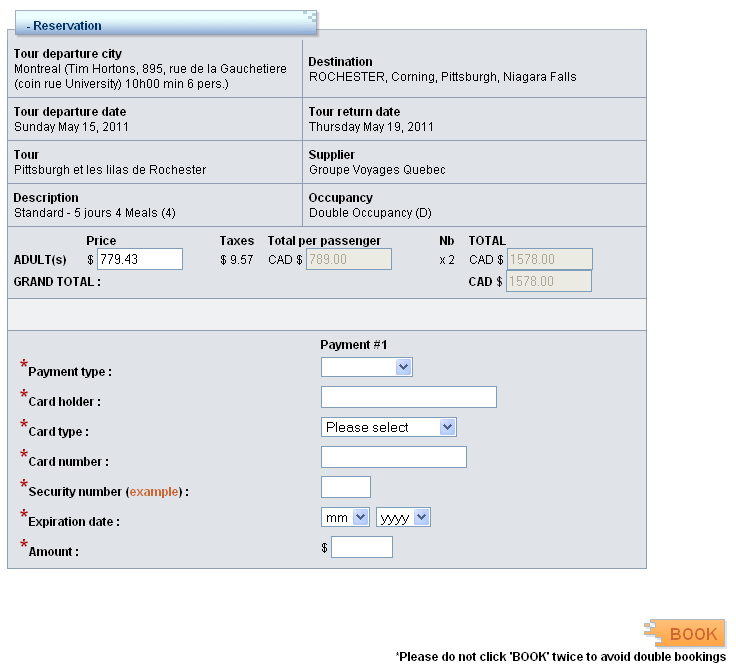 - Reservation
Tour departure city
Montreal (Tim Hortons, 895, rue de la Gauchetiere
(coin rue University) 10h00 min 6 pers.)
Destination
ROCHESTER, Corning, Pittsburgh, Niagara Falls
Tour departure date
Sunday May 15, 2011
Tour return date
Thursday May 19, 2011
Tour
Pittsburgh et les lilas de Rochester
Supplier
Groupe Voyages Quebec
Description
Standard - 5 jours 4 Meals (4)
Occupancy
Double Occupancy (D)
Price Taxes Total per passenger Nb TOTAL
ADULT(s) $ 779.43 $ 9.57 CAD $ 789.00 x 2 CAD $ 1578.00
GRAND TOTAL : CAD $ 1578.00
Payment #1
*Payment type :
*Card holder :
*Card type : Please select
*Card number :
*Security number (example) :
*Expiration date : mm yyyy
*Amount : $
BOOK
*Please do not click 'BOOK' twice to avoid double bookings